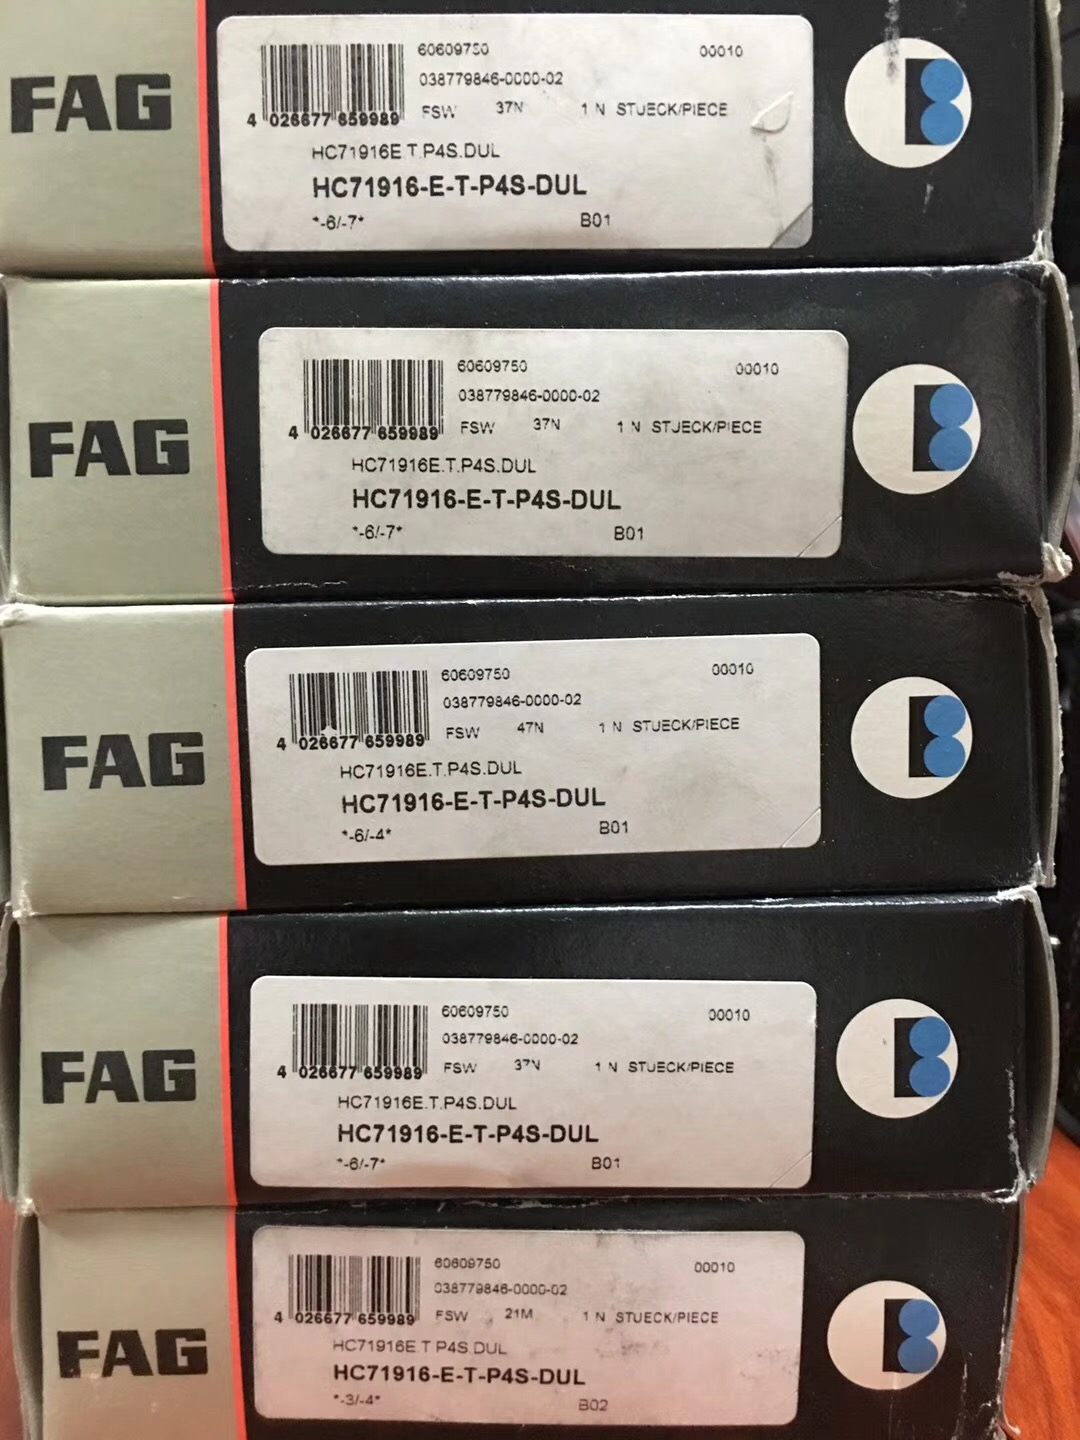 FAG
60609750
00010
038779846-0000-02
FSW 37N 1 N STUECK/PIECE
4 026677 659989
HC71916E.T.P4S.DUL
HC71916-E-T-P4S-DUL
*-6/-7*
B01
FAG
60609750
00010
038779846-0000-02
FSW 37N 1 N STUECK/PIECE
4 026677 659989
HC71916E.T.P4S.DUL
HC71916-E-T-P4S-DUL
*-6/-7*
B01
FAG
60609750
00010
038779846-0000-02
FSW 47N 1 N STUECK/PIECE
4 026677 659989
HC71916E.T.P4S.DUL
HC71916-E-T-P4S-DUL
*-6/-4*
B01
FAG
60609750
00010
038779846-0000-02
FSW 37N 1 N STUECK/PIECE
4 026677 659989
HC71916E.T.P4S.DUL
HC71916-E-T-P4S-DUL
*-6/-7*
B01
FAG
60609750
00010
038779846-0000-02
FSW 21M 1 N STUECK/PIECE
4 026677 659989
HC71916E.T.P4S.DUL
HC71916-E-T-P4S-DUL
*-3/-4*
B02